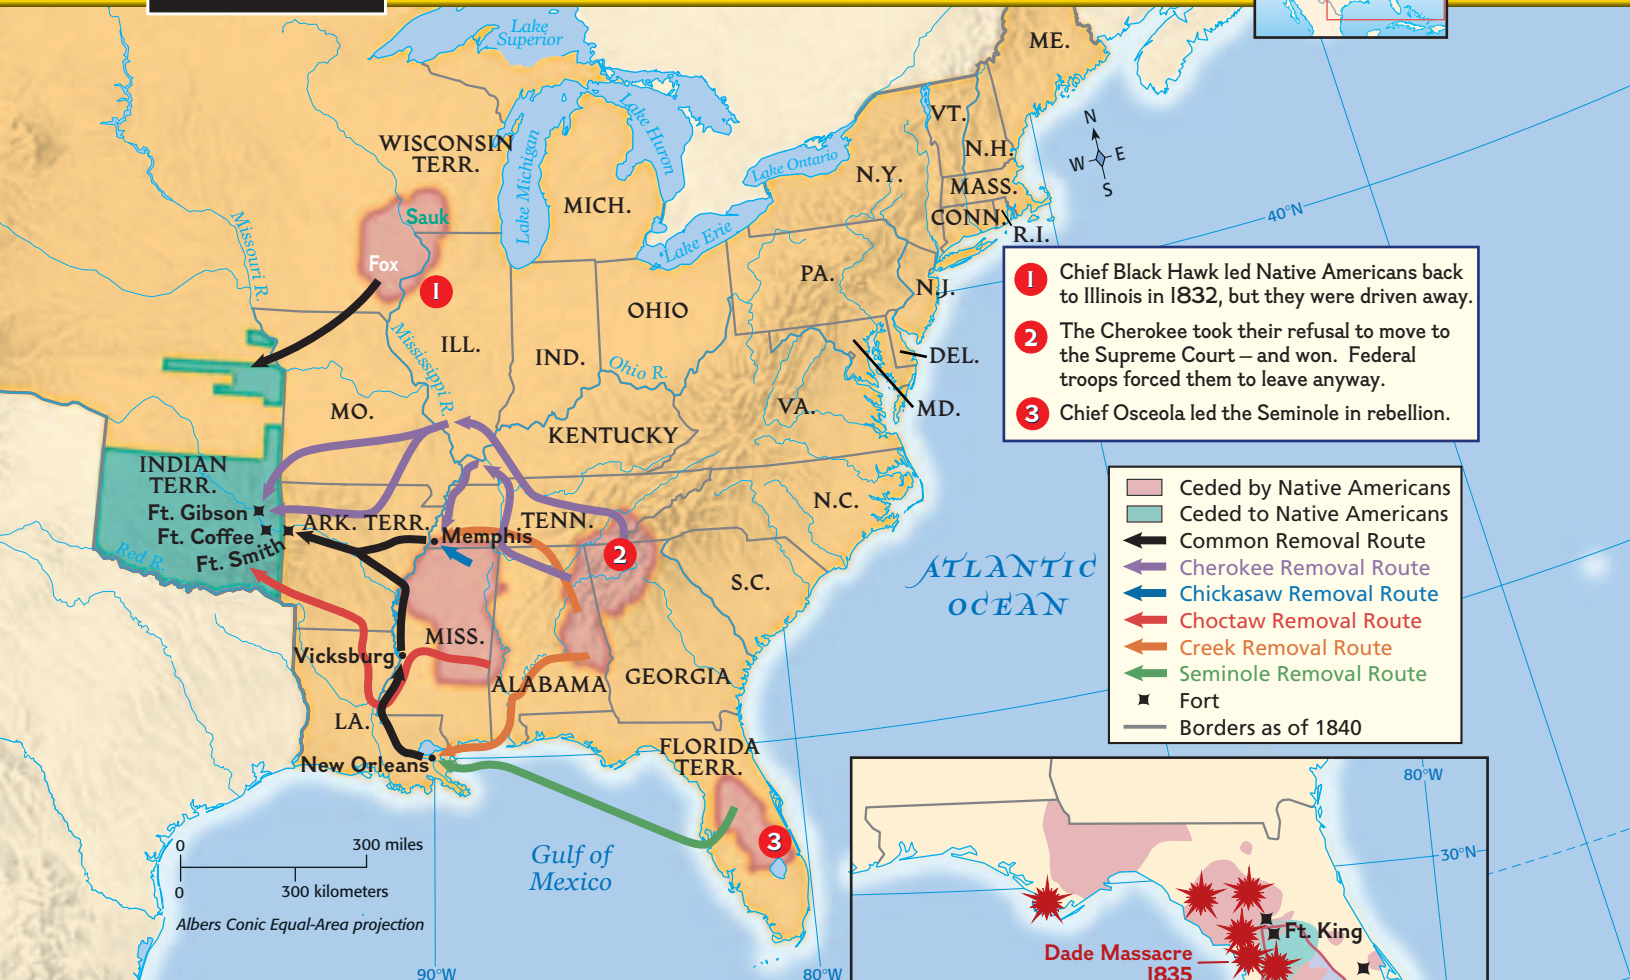 Lake
Superior
ME.
WISCONSIN
TERR.
Lake Michigan
Lake Huron
Lake Ontario
Lake Erie
VT.
N.H.
N.Y.
MASS.
CONN.
R.I.
N
W
E
S
40°N
MICH.
Sauk
Fox
1
Missouri R.
PA.
N.J.
OHIO
ILL.
IND.
Mississippi R.
Ohio R.
DEL.
MD.
VA.
MO.
KENTUCKY
1 Chief Black Hawk led Native Americans back
to Illinois in 1832, but they were driven away.
2 The Cherokee took their refusal to move to
the Supreme Court – and won. Federal
troops forced them to leave anyway.
3 Chief Osceola led the Seminole in rebellion.
INDIAN
TERR.
Ft. Gibson
Ft. Coffee
Ft. Smith
Red R.
ARK. TERR.
Memphis
TENN.
N.C.
2
S.C.
ATLANTIC
OCEAN
MISS.
Vicksburg
ALABAMA
GEORGIA
LA.
New Orleans
FLORIDA
TERR.
3
Gulf of
Mexico
Ceded by Native Americans
Ceded to Native Americans
Common Removal Route
Cherokee Removal Route
Chickasaw Removal Route
Choctaw Removal Route
Creek Removal Route
Seminole Removal Route
Fort
Borders as of 1840
0
300 miles
0
300 kilometers
Albers Conic Equal-Area projection
90°W
80°W
80°W
30°N
Ft. King
Dade Massacre
1835